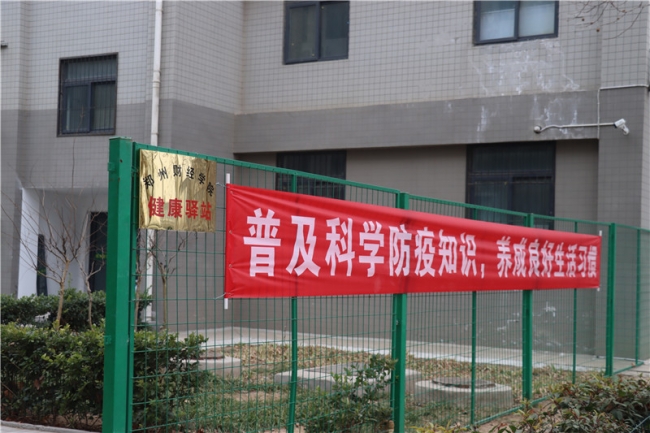 郑州财经学院
健康驿站
普及科学防疫知识，养成良好生活习惯